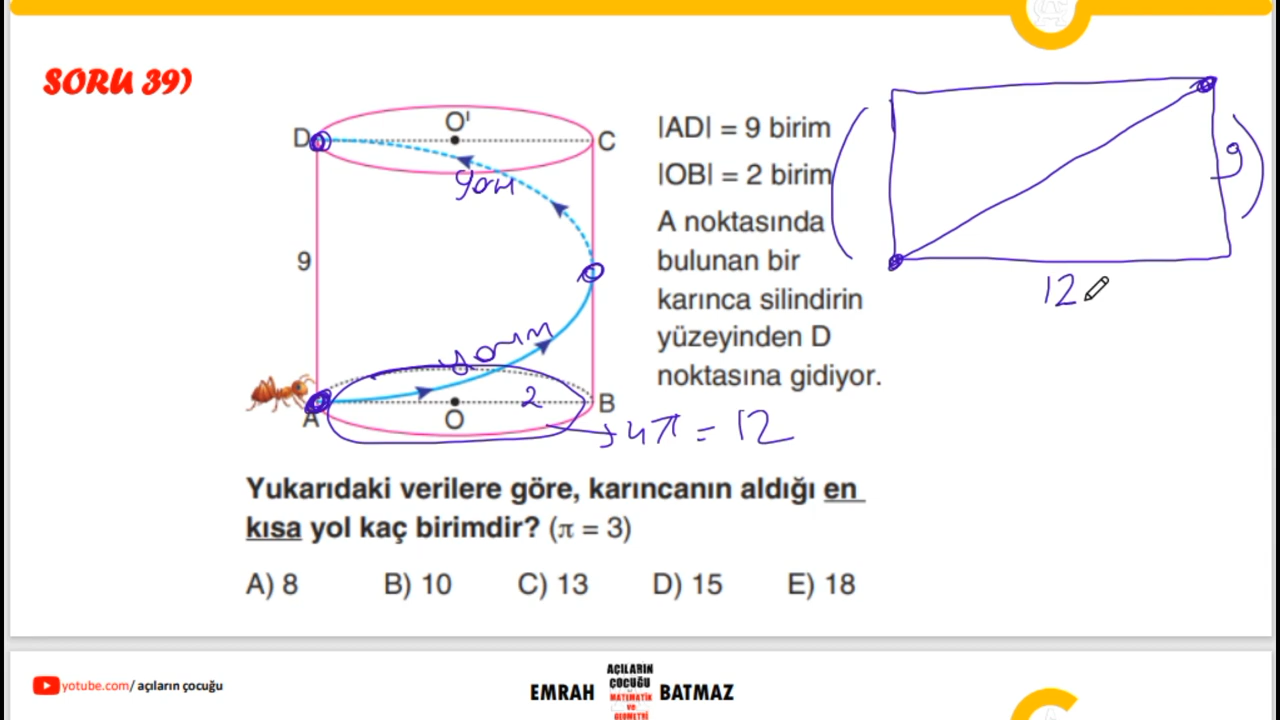 SORU 39)
D
O'
C
9
A
O
B
2
yarım
4π = 12
|AD| = 9 birim
|OB| = 2 birim
A noktasında
bulunan bir
karınca silindirin
yüzeyinden D
noktasına gidiyor.
9
12
Yukarıdaki verilere göre, karıncanın aldığı en
kısa yol kaç birimdir? (π = 3)
A) 8 B) 10 C) 13 D) 15 E) 18
yotube.com/ açıların çocuğu
EMRAH
AÇILARIN
ÇOCUĞU
MATEMATİK
ve
GEOMETRİ
BATMAZ